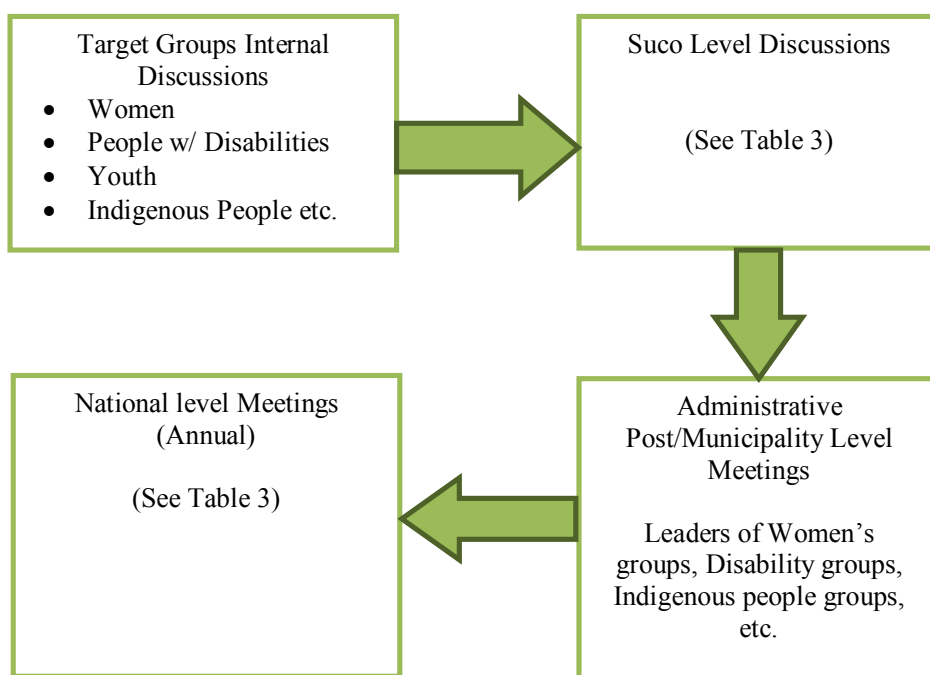 Target Groups Internal
Discussions
• Women
• People w/ Disabilities
• Youth
• Indigenous People etc.
Suco Level Discussions
(See Table 3)
Administrative
Post/Municipality Level
Meetings
Leaders of Women’s
groups, Disability groups,
Indigenous people groups,
etc.
National level Meetings
(Annual)
(See Table 3)